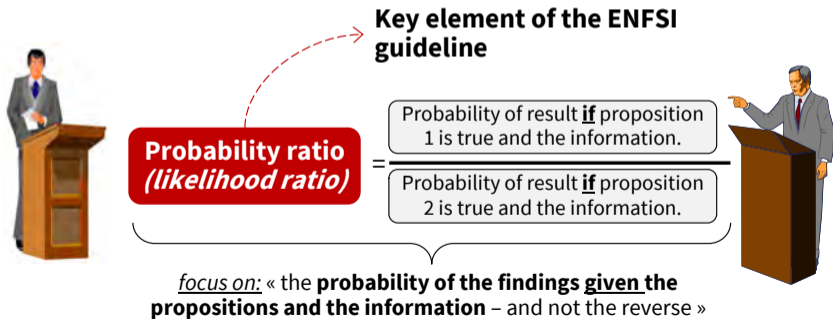 Key element of the ENFSI
guideline
Probability ratio
(likelihood ratio)
=
Probability of result if proposition
1 is true and the information.
Probability of result if proposition
2 is true and the information.
focus on: « the probability of the findings given the
propositions and the information – and not the reverse »